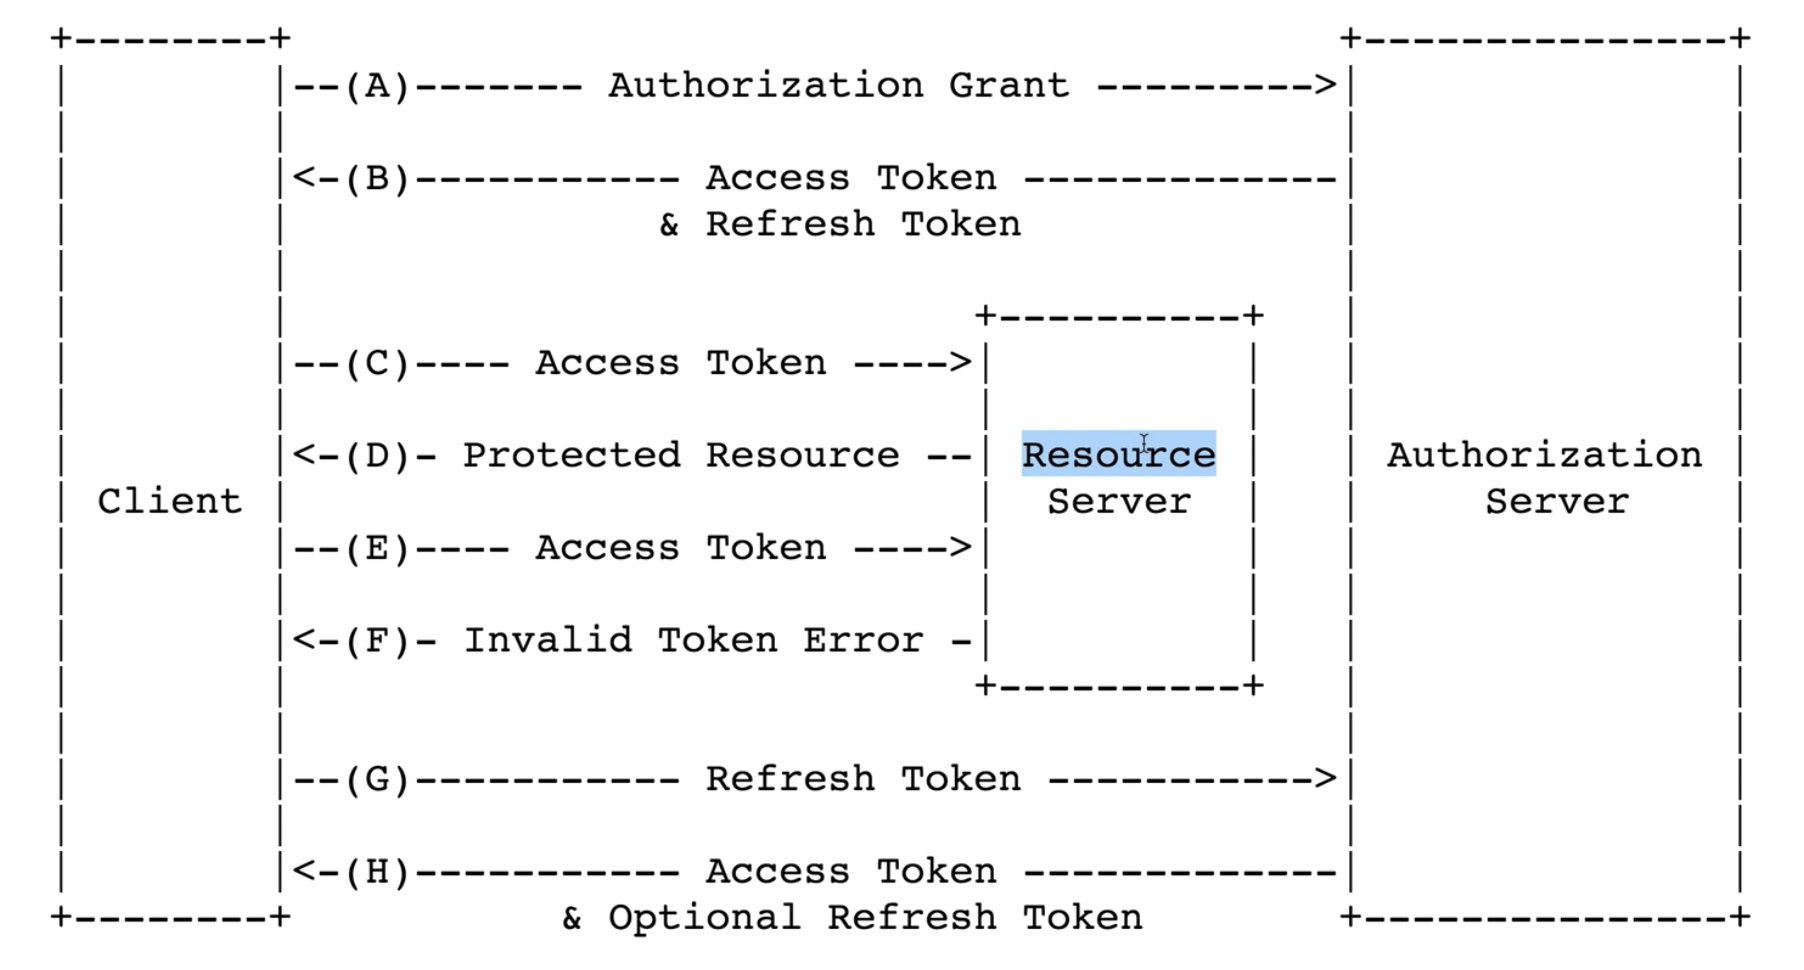 +--------+                                           +---------------+
|        |--(A)------- Authorization Grant --------->|               |
|        |                                           |               |
|        |<-(B)----------- Access Token -------------|               |
|        |               & Refresh Token             |               |
|        |                                           |               |
|        |                            +----------+   |               |
|        |--(C)---- Access Token ---->|          |   |               |
|        |                            |          |   |               |
|        |<-(D)- Protected Resource --| Resource |   | Authorization |
| Client |                            |  Server  |   |     Server    |
|        |--(E)---- Access Token ---->|          |   |               |
|        |                            |          |   |               |
|        |<-(F)- Invalid Token Error -|          |   |               |
|        |                            +----------+   |               |
|        |                                           |               |
|        |--(G)----------- Refresh Token ----------->|               |
|        |                                           |               |
|        |<-(H)----------- Access Token -------------|               |
+--------+           & Optional Refresh Token        +---------------+